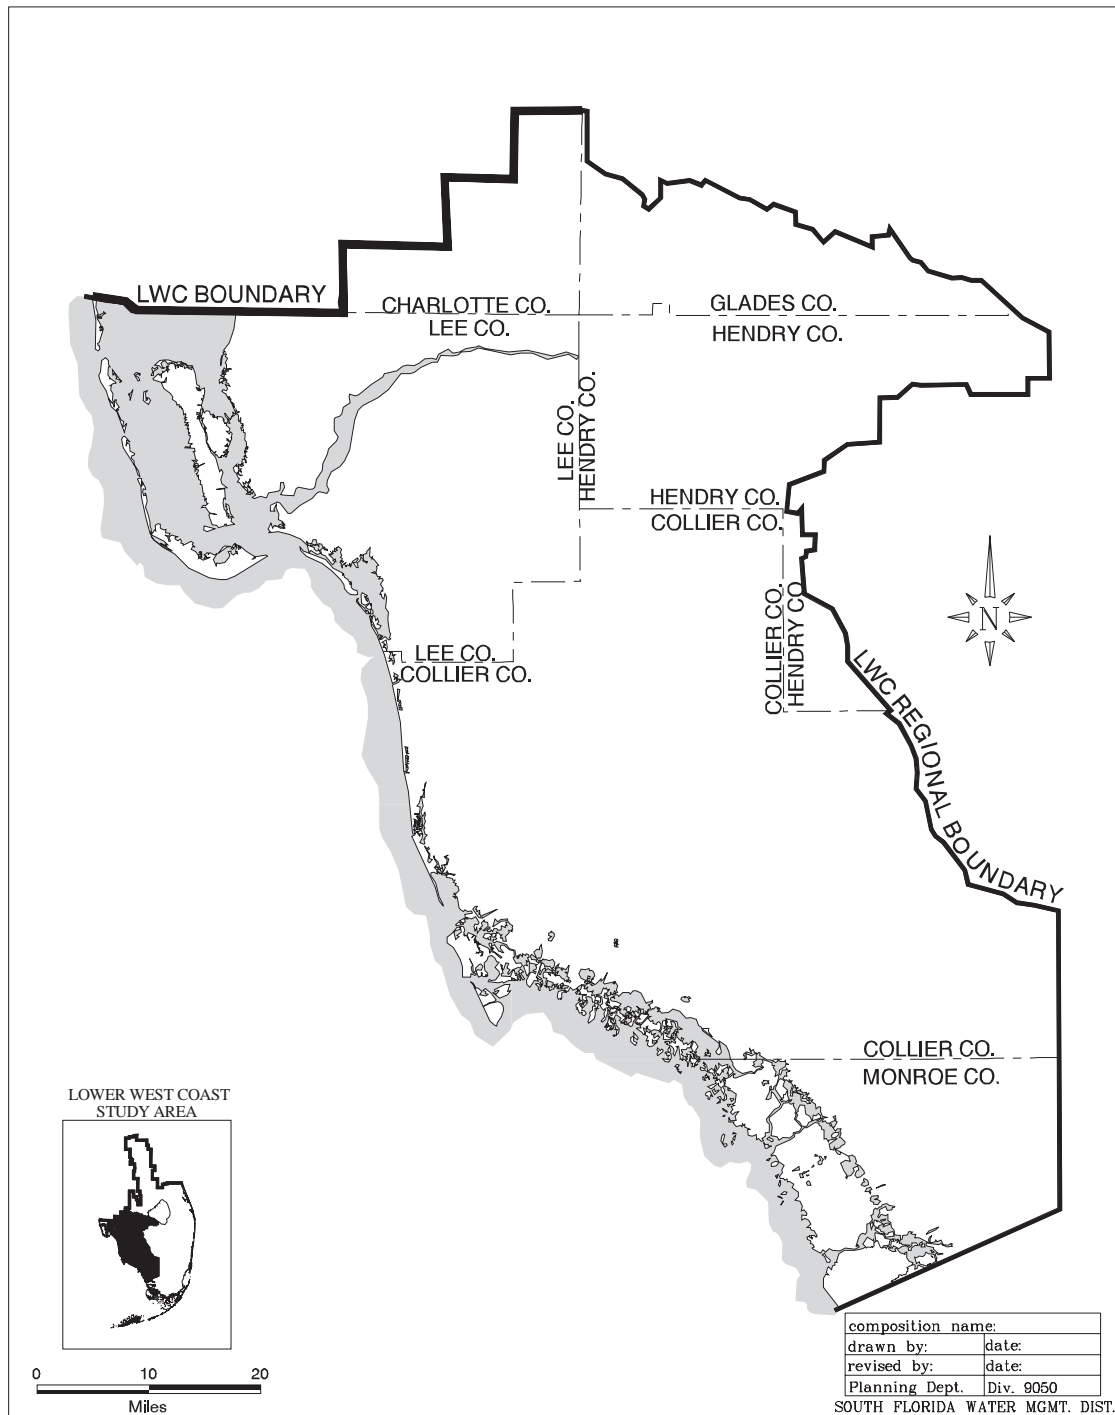 LWC BOUNDARY
CHARLOTTE CO.
LEE CO.
GLADES CO.
HENDRY CO.
LEE CO.
HENDRY CO.
HENDRY CO.
COLLIER CO.
N
COLLIER CO.
HENDRY CO.
LEE CO.
COLLIER CO.
LWC REGIONAL BOUNDARY
COLLIER CO.
MONROE CO.
LOWER WEST COAST
STUDY AREA
0 10 20
Miles
composition name:
drawn by: date:
revised by: date:
Planning Dept. Div. 9050
SOUTH FLORIDA WATER MGMT. DIST.